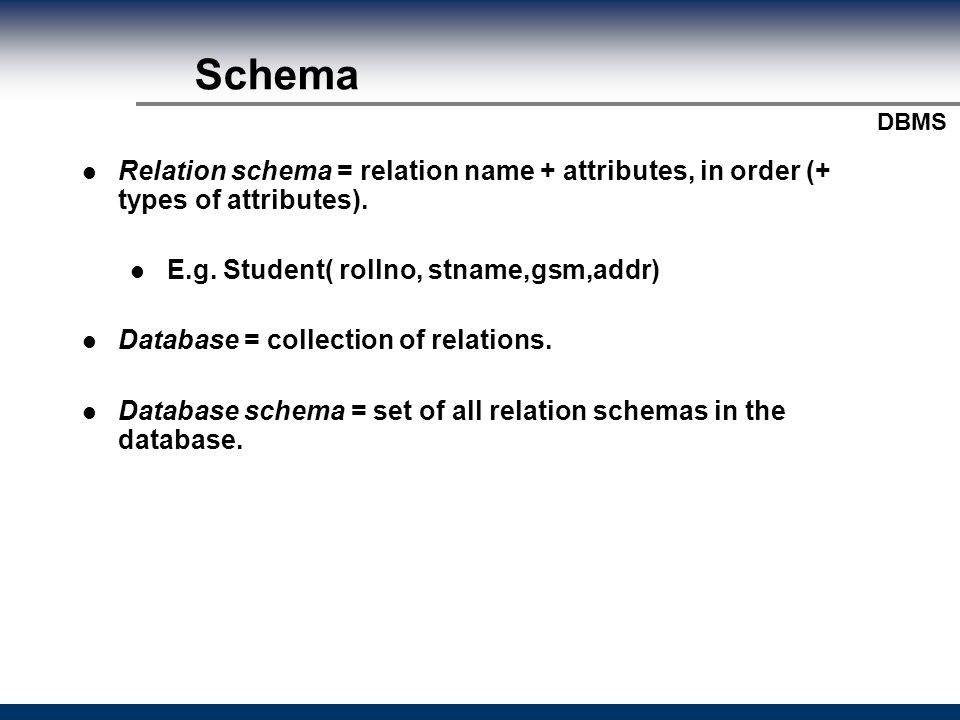 Schema
DBMS
● Relation schema = relation name + attributes, in order (+
types of attributes).
● E.g. Student( rollno, stname,gsm,addr)
● Database = collection of relations.
● Database schema = set of all relation schemas in the
database.